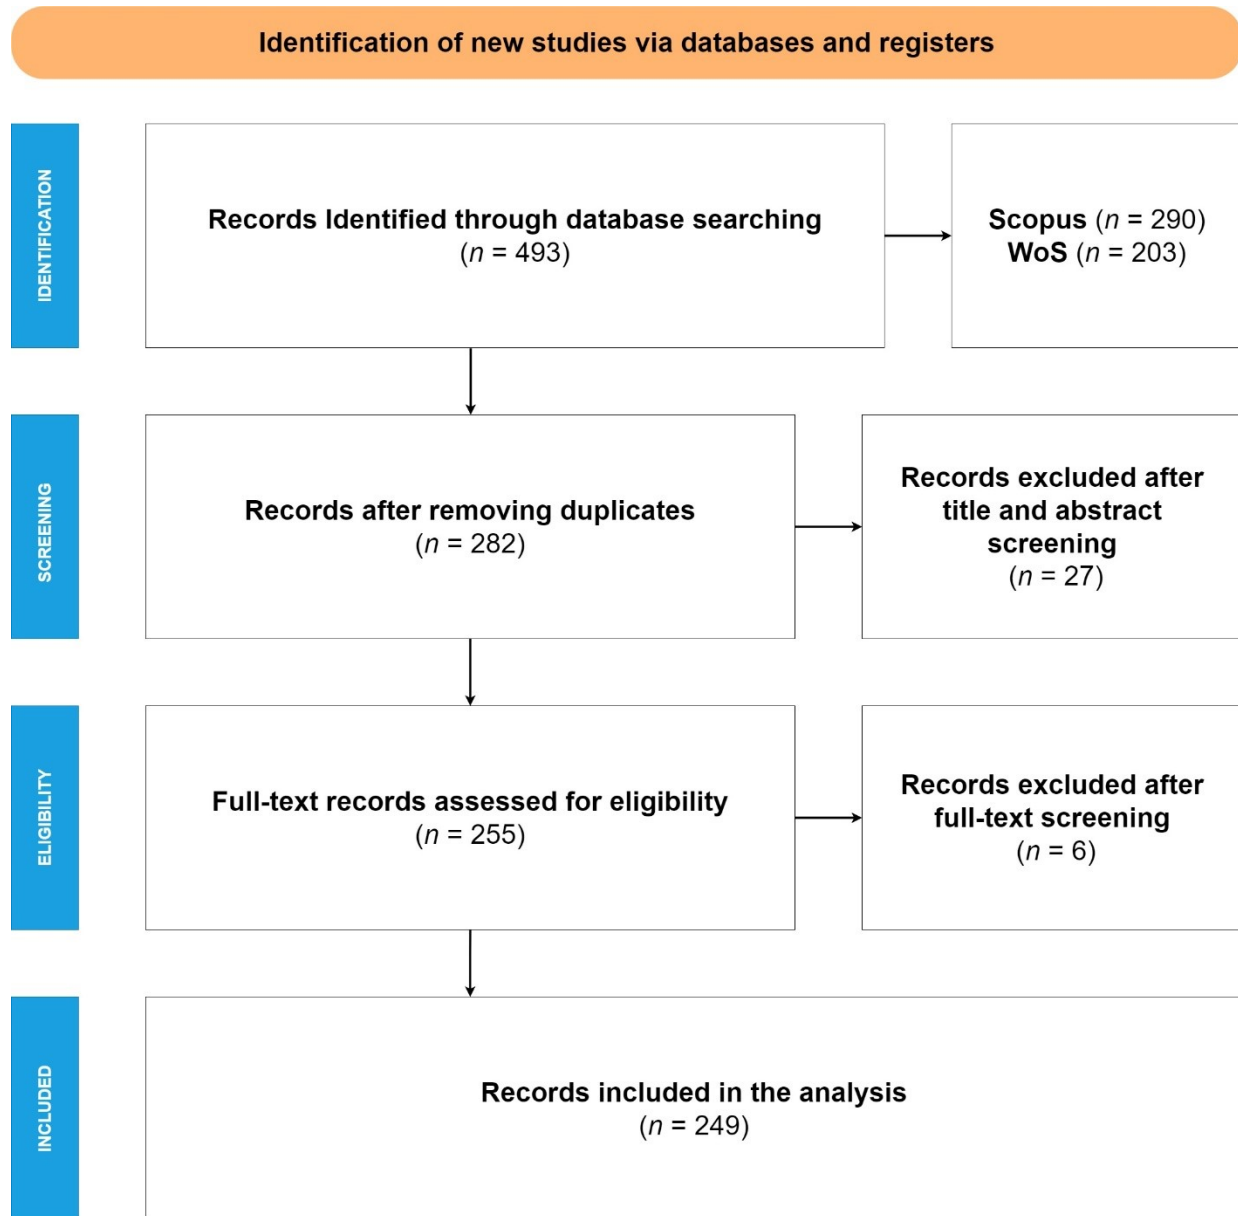 Identification of new studies via databases and registers
IDENTIFICATION
Records Identified through database searching
(n = 493)
Scopus (n = 290)
WoS (n = 203)
SCREENING
Records after removing duplicates
(n = 282)
Records excluded after
title and abstract
screening
(n = 27)
ELIGIBILITY
Full-text records assessed for eligibility
(n = 255)
Records excluded after
full-text screening
(n = 6)
INCLUDED
Records included in the analysis
(n = 249)